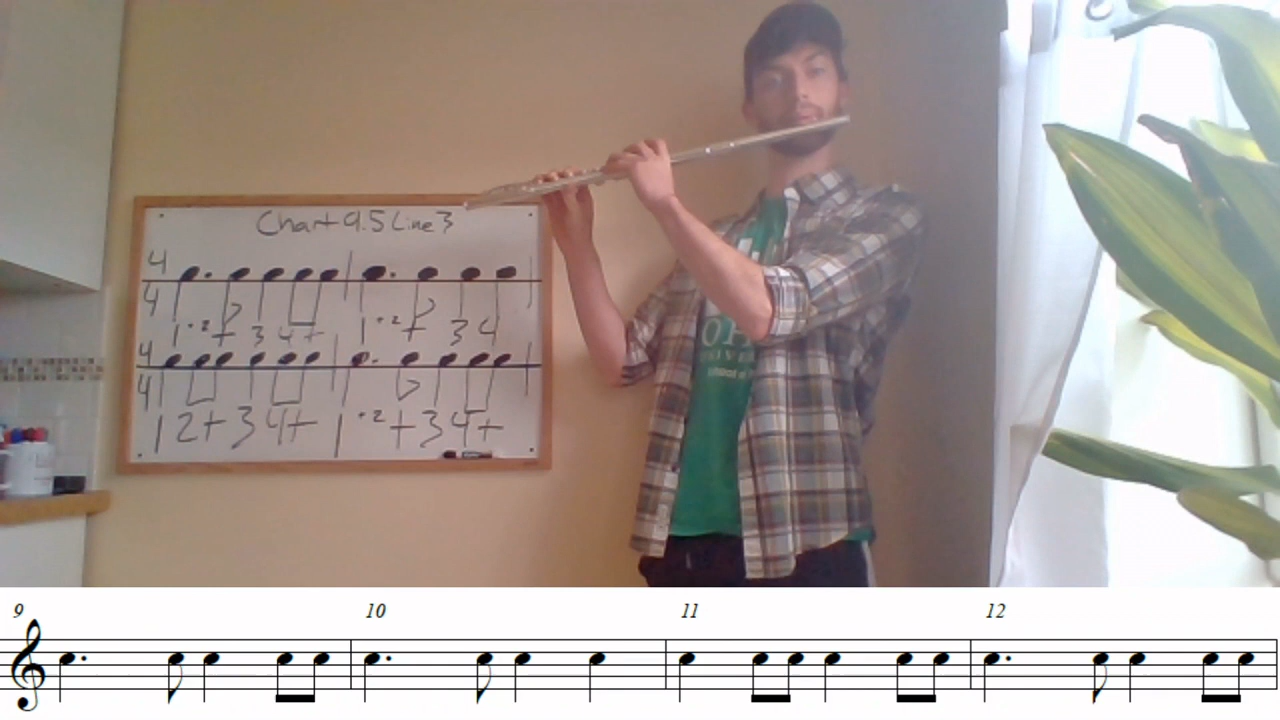 Chart 9.5 Line 3
4
4
1 • 2 + 3 4 + 1 • 2 + 3 4
4
4
1 2 + 3 4 + 1 • 2 + 3 4 +
OH
9 10 11 12